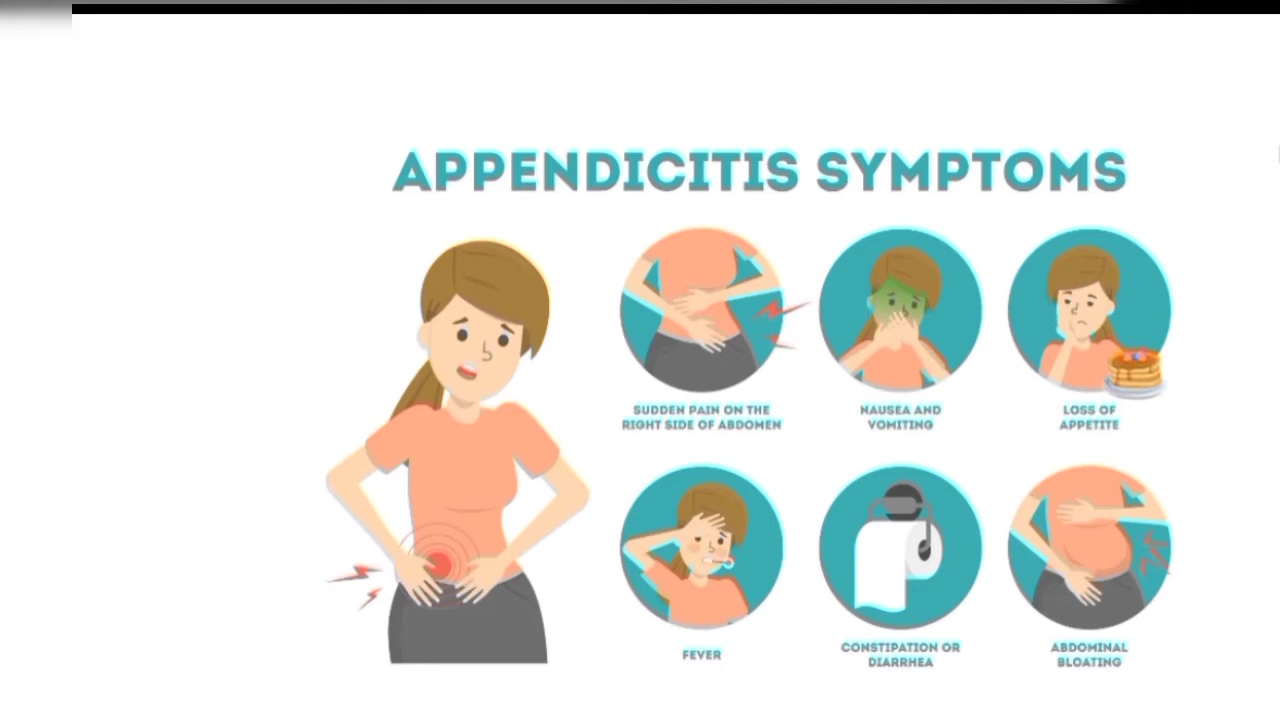 APPENDICITIS SYMPTOMS
SUDDEN PAIN ON THE
RIGHT SIDE OF ABDOMEN
NAUSEA AND
VOMITING
LOSS OF
APPETITE
FEVER
CONSTIPATION OR
DIARRHEA
ABDOMINAL
BLOATING